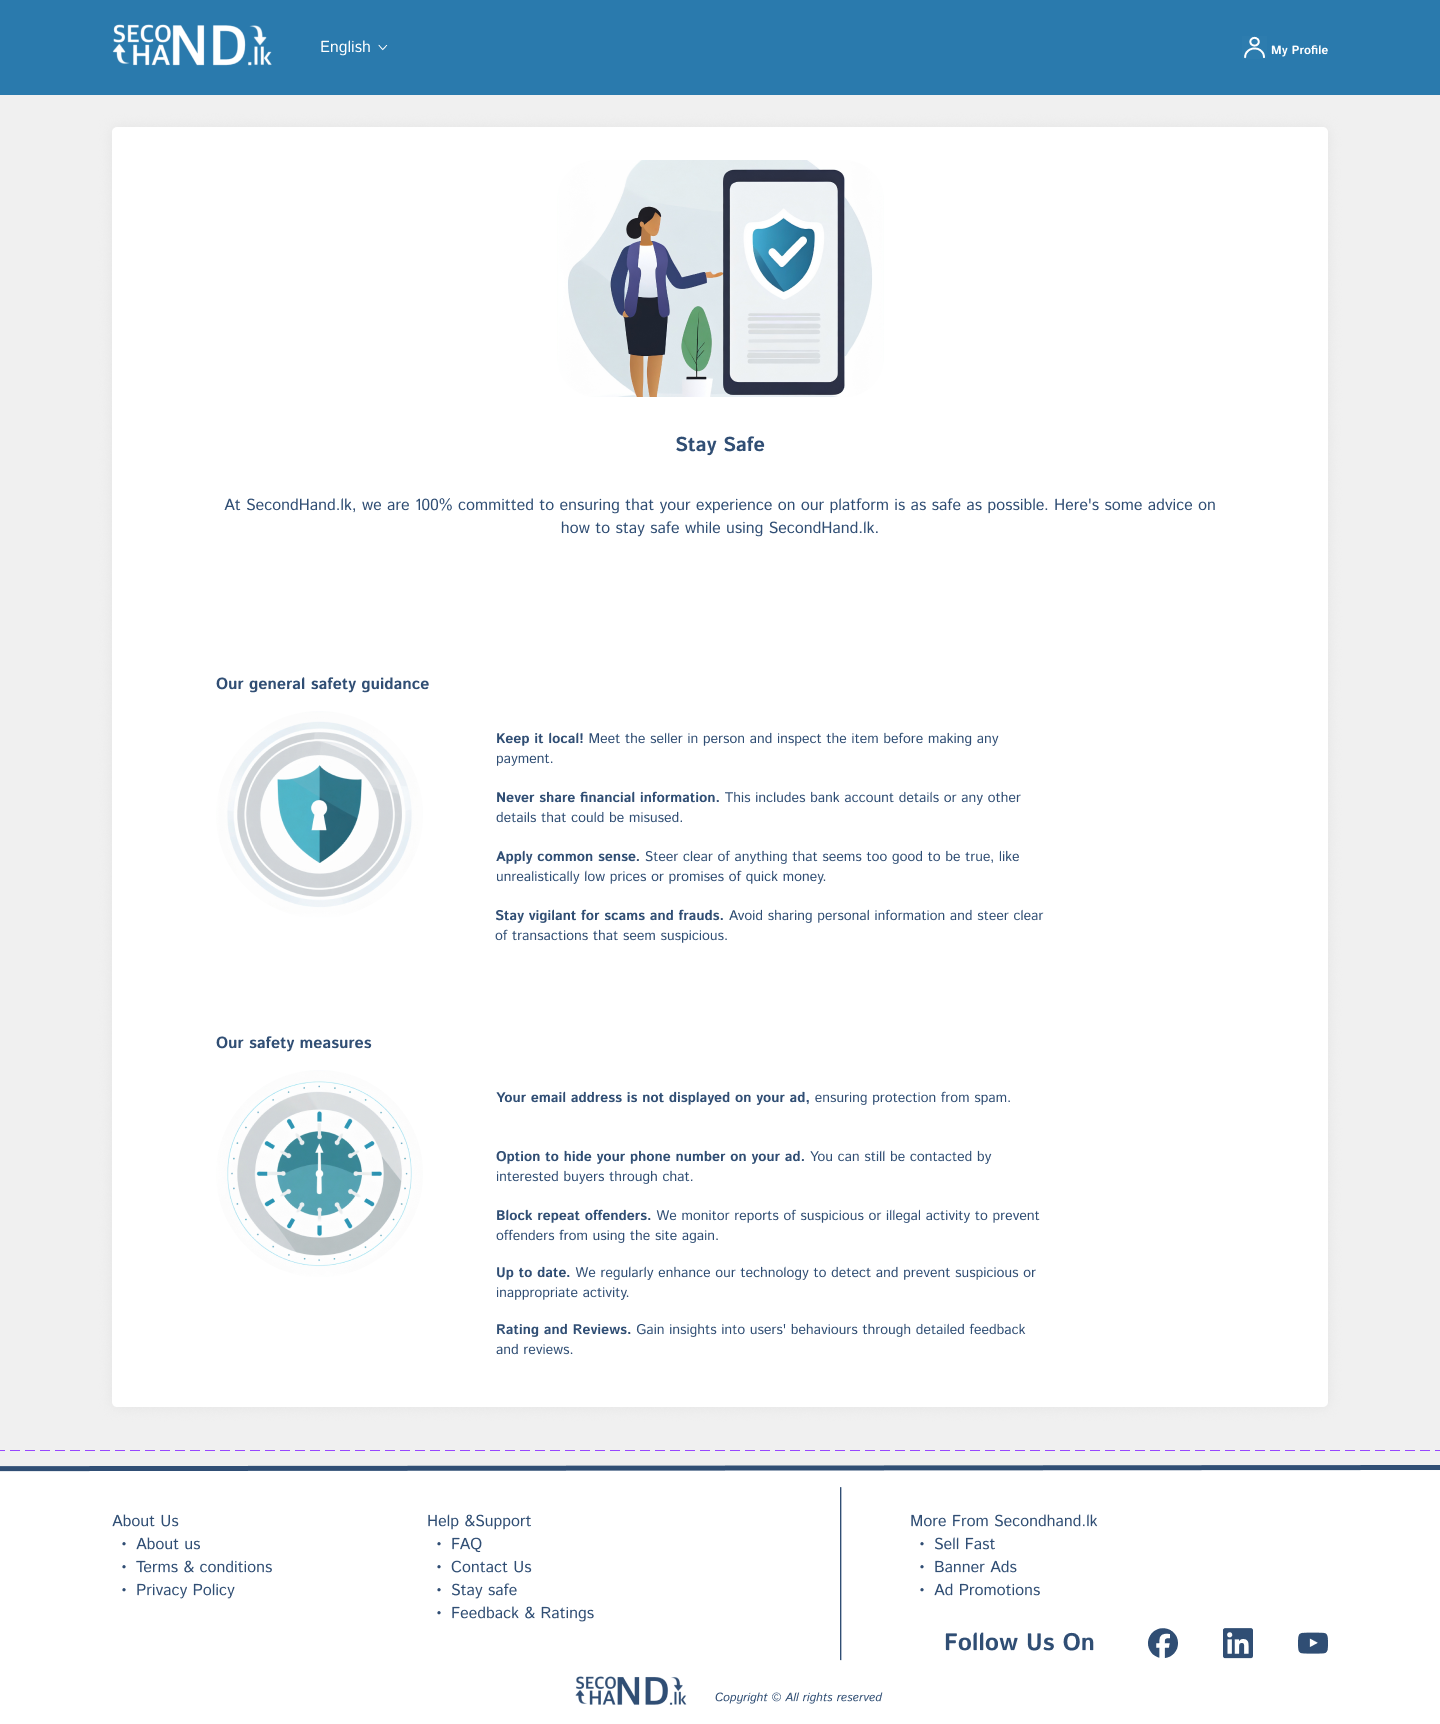 SECO
HAND.lk
English
My Profile
Stay Safe
At SecondHand.lk, we are 100% committed to ensuring that your experience on our platform is as safe as possible. Here's some advice on
how to stay safe while using SecondHand.lk.
Our general safety guidance
Keep it local! Meet the seller in person and inspect the item before making any
payment.
Never share financial information. This includes bank account details or any other
details that could be misused.
Apply common sense. Steer clear of anything that seems too good to be true, like
unrealistically low prices or promises of quick money.
Stay vigilant for scams and frauds. Avoid sharing personal information and steer clear
of transactions that seem suspicious.
Our safety measures
Your email address is not displayed on your ad, ensuring protection from spam.
Option to hide your phone number on your ad. You can still be contacted by
interested buyers through chat.
Block repeat offenders. We monitor reports of suspicious or illegal activity to prevent
offenders from using the site again.
Up to date. We regularly enhance our technology to detect and prevent suspicious or
inappropriate activity.
Rating and Reviews. Gain insights into users' behaviours through detailed feedback
and reviews.
About Us
• About us
• Terms & conditions
• Privacy Policy
Help &Support
• FAQ
• Contact Us
• Stay safe
• Feedback & Ratings
More From Secondhand.lk
• Sell Fast
• Banner Ads
• Ad Promotions
Follow Us On
in
SECO
HAND.lk
Copyright © All rights reserved